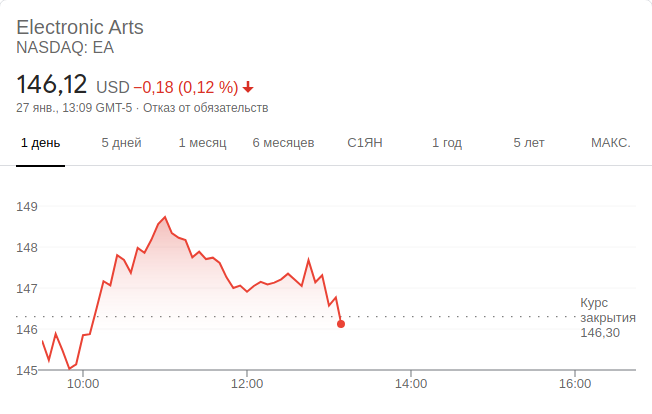 Electronic Arts
NASDAQ: EA
146,12 USD −0,18 (0,12 %)
27 янв., 13:09 GMT-5 · Отказ от обязательств
1 день 5 дней 1 месяц 6 месяцев С1ЯН 1 год 5 лет МАКС.
149
148
147
146
145
Курс
закрытия
146,30
10:00 12:00 14:00 16:00